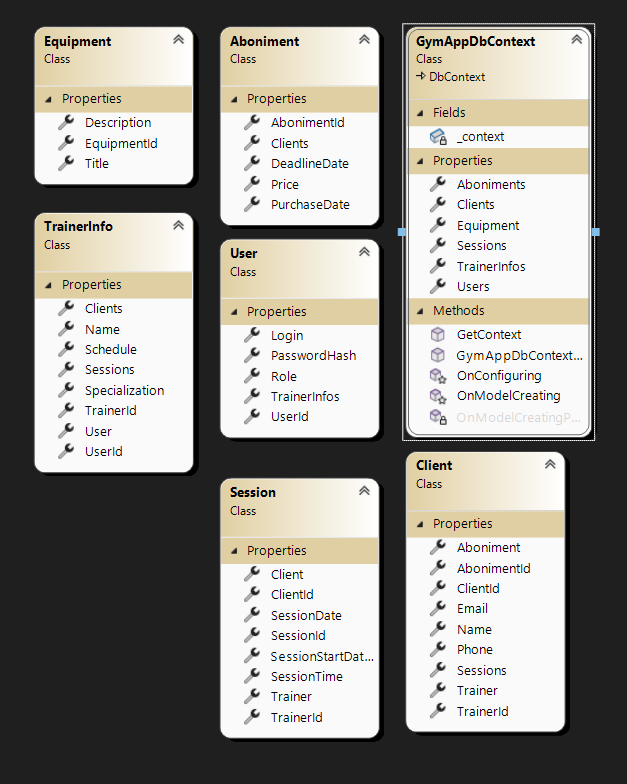 Equipment
Class
Properties
Description
EquipmentId
Title
Aboniment
Class
Properties
AbonimentId
Clients
DeadlineDate
Price
PurchaseDate
GymAppDbContext
Class
DbContext
Fields
_context
Properties
Aboniments
Clients
Equipment
Sessions
TrainerInfos
Users
Methods
GetContext
GymAppDbContext...
OnConfiguring
OnModelCreating
OnModelCreatingP...
TrainerInfo
Class
Properties
Clients
Name
Schedule
Sessions
Specialization
TrainerId
User
UserId
User
Class
Properties
Login
PasswordHash
Role
TrainerInfos
UserId
Session
Class
Properties
Client
ClientId
SessionDate
SessionId
SessionStartDat...
SessionTime
Trainer
TrainerId
Client
Class
Properties
Aboniment
AbonimentId
ClientId
Email
Name
Phone
Sessions
Trainer
TrainerId